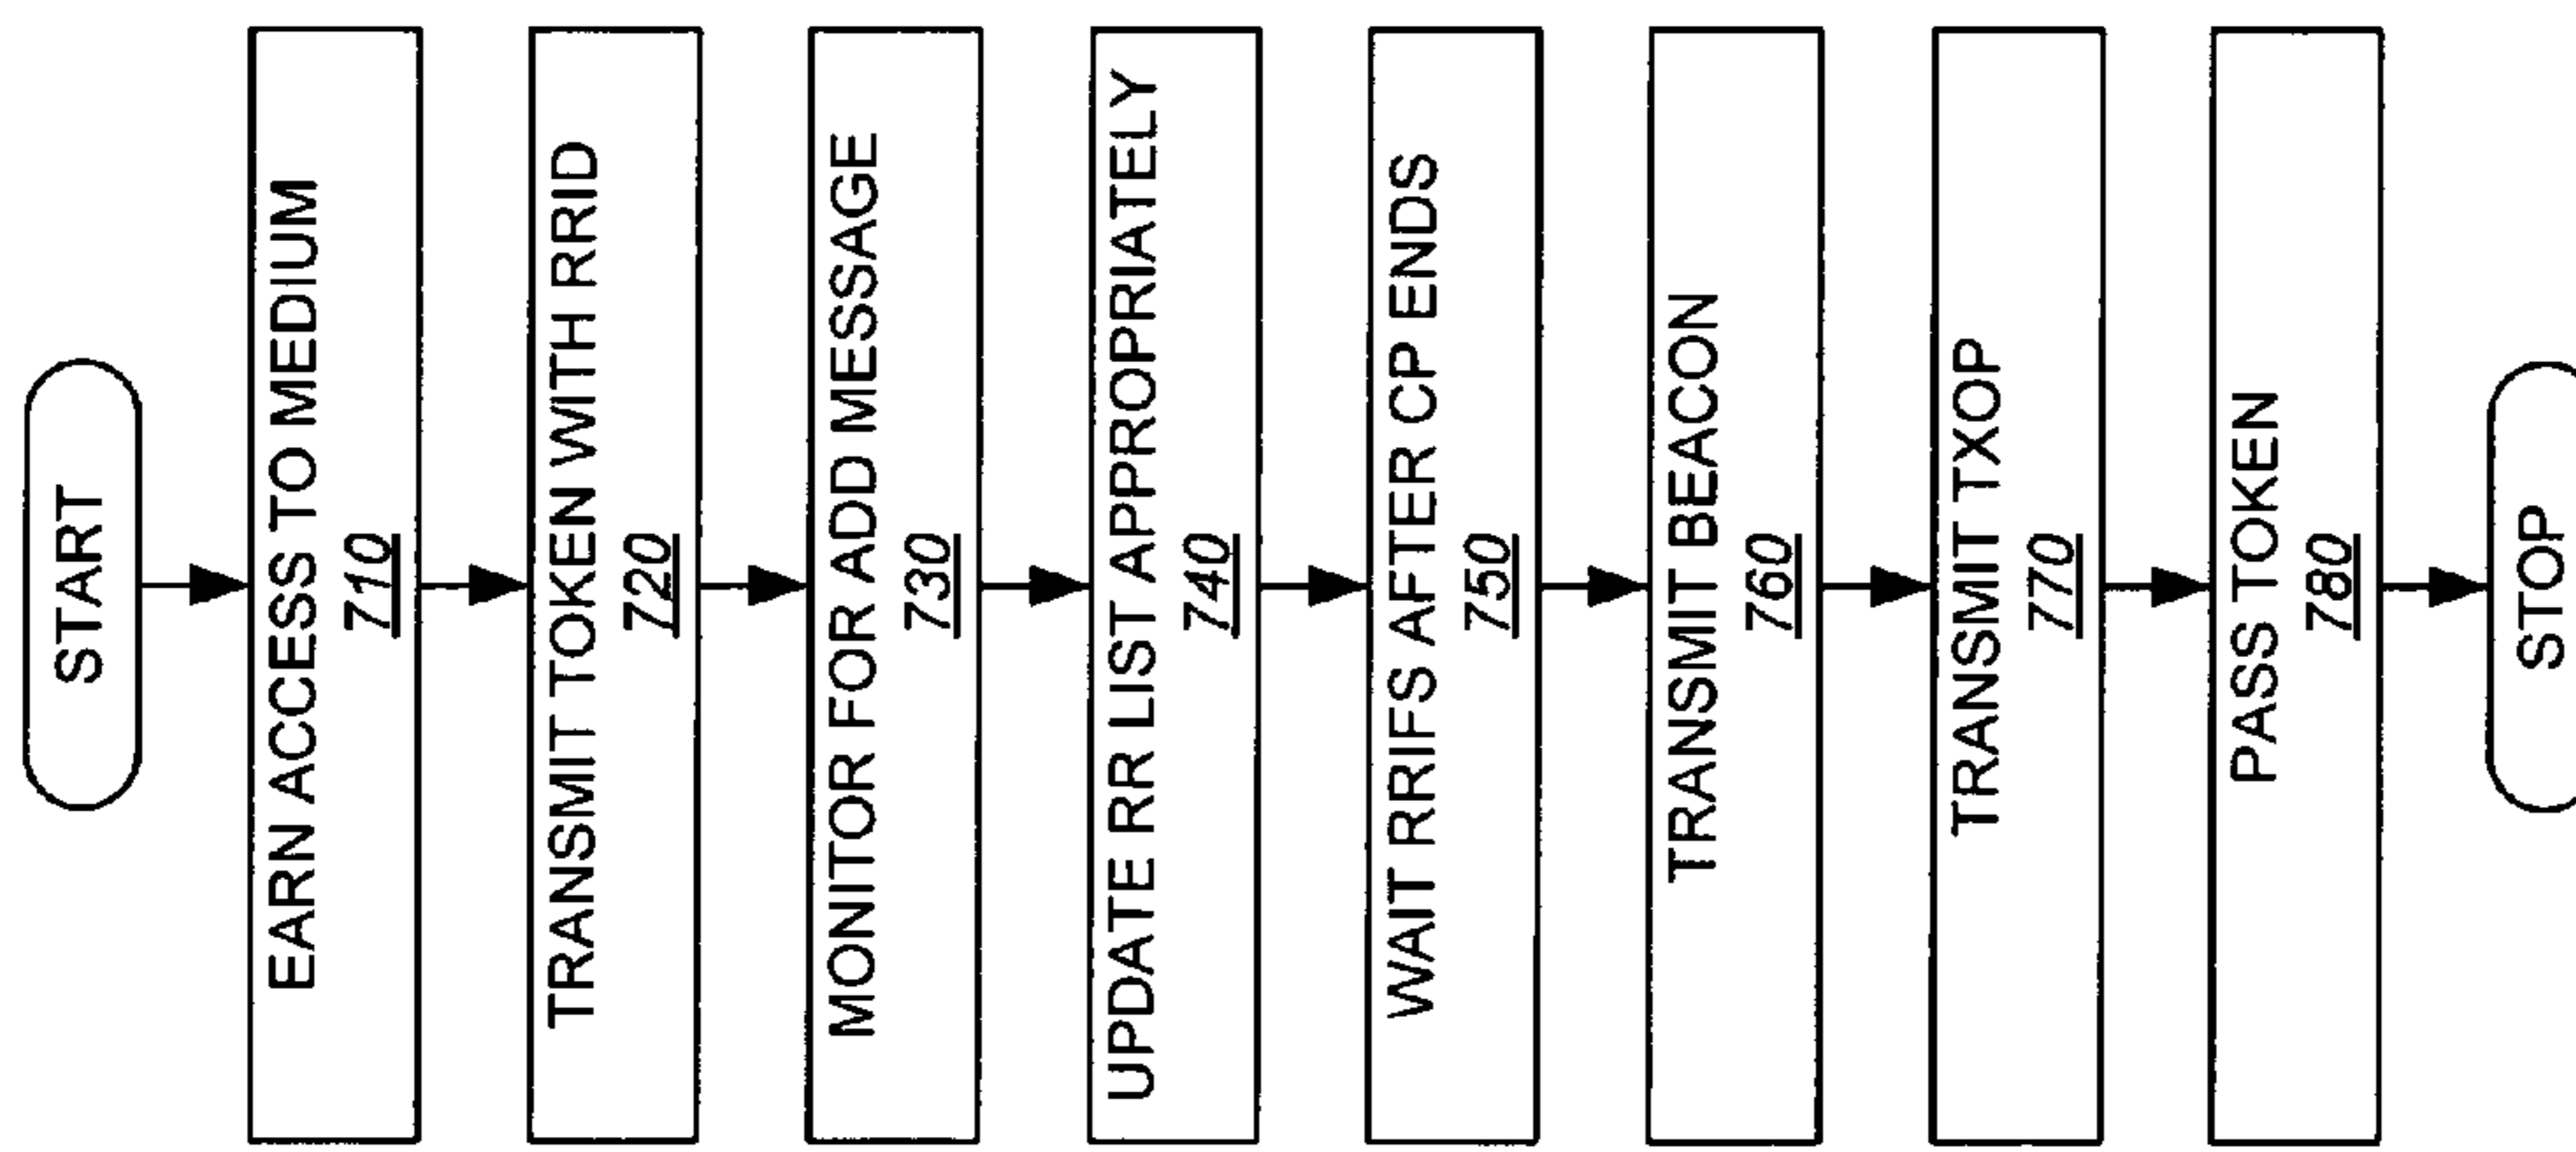 START
EARN ACCESS TO MEDIUM
710
TRANSMIT TOKEN WITH RRID
720
MONITOR FOR ADD MESSAGE
730
UPDATE RR LIST APPROPRIATELY
740
WAIT RRIFS AFTER CP ENDS
750
TRANSMIT BEACON
760
TRANSMIT TXOP
770
PASS TOKEN
780
STOP